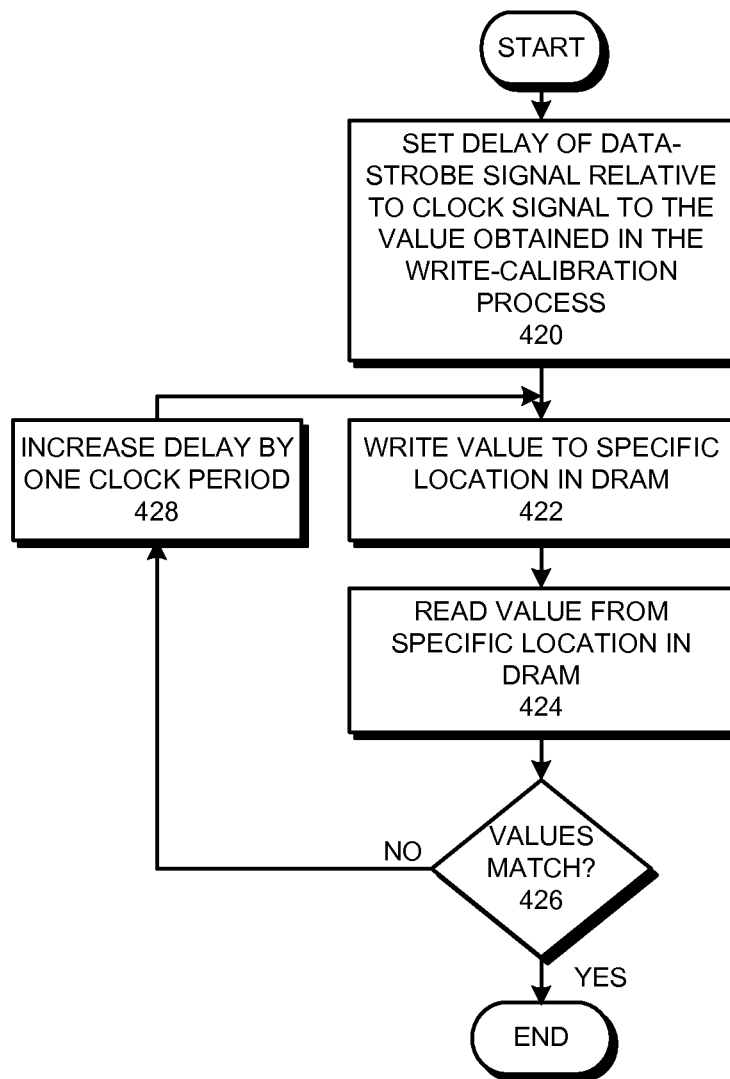 START
SET DELAY OF DATA-
STROBE SIGNAL RELATIVE
TO CLOCK SIGNAL TO THE
VALUE OBTAINED IN THE
WRITE-CALIBRATION
PROCESS
420
INCREASE DELAY BY
ONE CLOCK PERIOD
428
WRITE VALUE TO SPECIFIC
LOCATION IN DRAM
422
READ VALUE FROM
SPECIFIC LOCATION IN
DRAM
424
NO
VALUES
MATCH?
426
YES
END